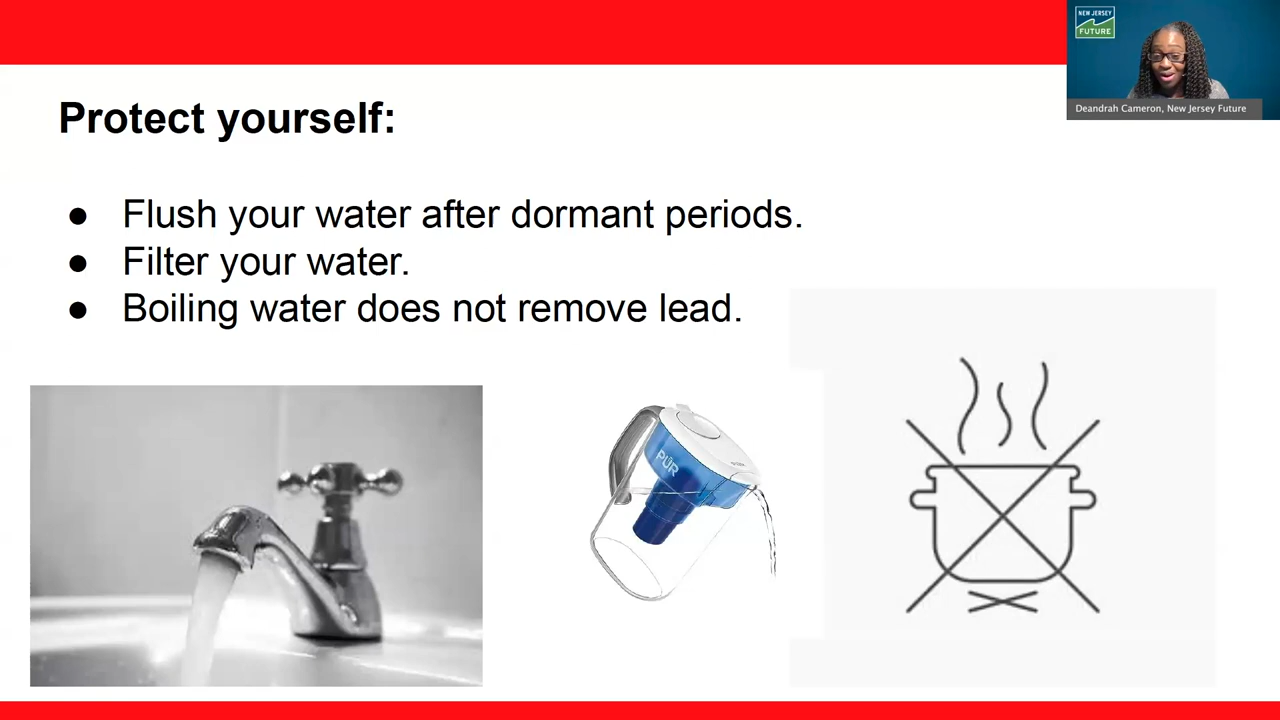 NEW JERSEY
FUTURE
Deandrah Cameron, New Jersey Future
Protect yourself:
● Flush your water after dormant periods.
● Filter your water.
● Boiling water does not remove lead.
PUR